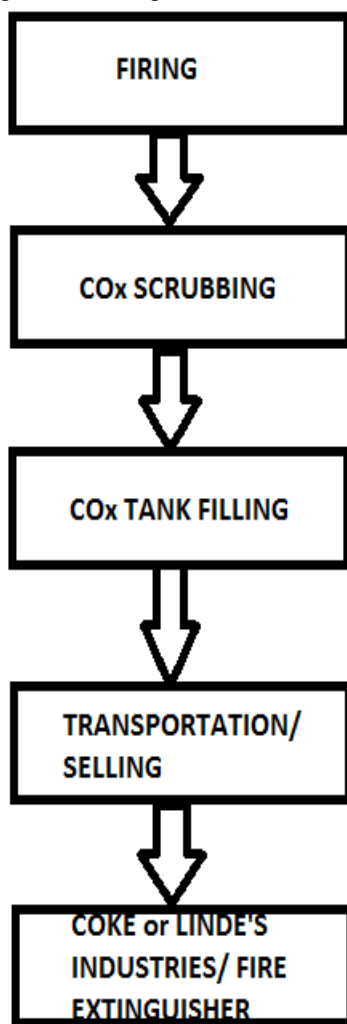 FIRING
COx SCRUBBING
COx TANK FILLING
TRANSPORTATION/
SELLING
COKE or LINDE'S
INDUSTRIES/ FIRE
EXTINGUISHER